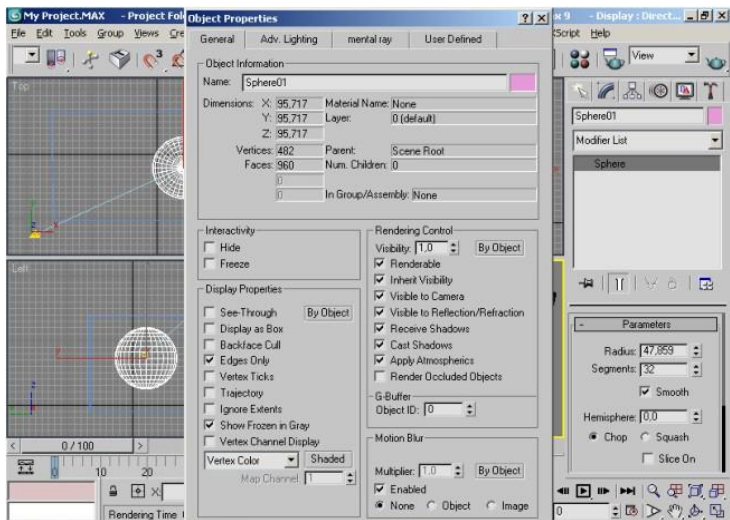 My Project.MAX - Project Fol
Object Properties
x 9 - Display : Direct...
File Edit Tools Group Views Cre
Script Help
General Adv. Lighting mental ray User Defined
View
Object Information
Name: Sphere01
Dimensions: X: 95,717 Material Name: None
Y: 95,717 Layer: 0 (default)
Z: 95,717
Vertices: 482 Parent: Scene Root
Faces: 960 Num. Children: 0
0
0 In Group/Assembly: None
Interactivity
Hide
Freeze
Display Properties
See-Through By Object
Display as Box
Backface Cull
Edges Only
Vertex Ticks
Trajectory
Ignore Extents
Show Frozen in Gray
Vertex Channel Display
Vertex Color Shaded
Map Channel: 1
Rendering Control
Visibility: 1,0 By Object
Renderable
Inherit Visibility
Visible to Camera
Visible to Reflection/Refraction
Receive Shadows
Cast Shadows
Apply Atmospherics
Render Occluded Objects
G-Buffer
Object ID: 0
Motion Blur
Multiplier: 1,0 By Object
Enabled
None Object Image
Top
Left
0 / 100
0 10 20
X:
Rendering Time
Sphere01
Modifier List
Sphere
Parameters
Radius: 47,859
Segments: 32
Smooth
Hemisphere: 0,0
Chop Squash
Slice On
0